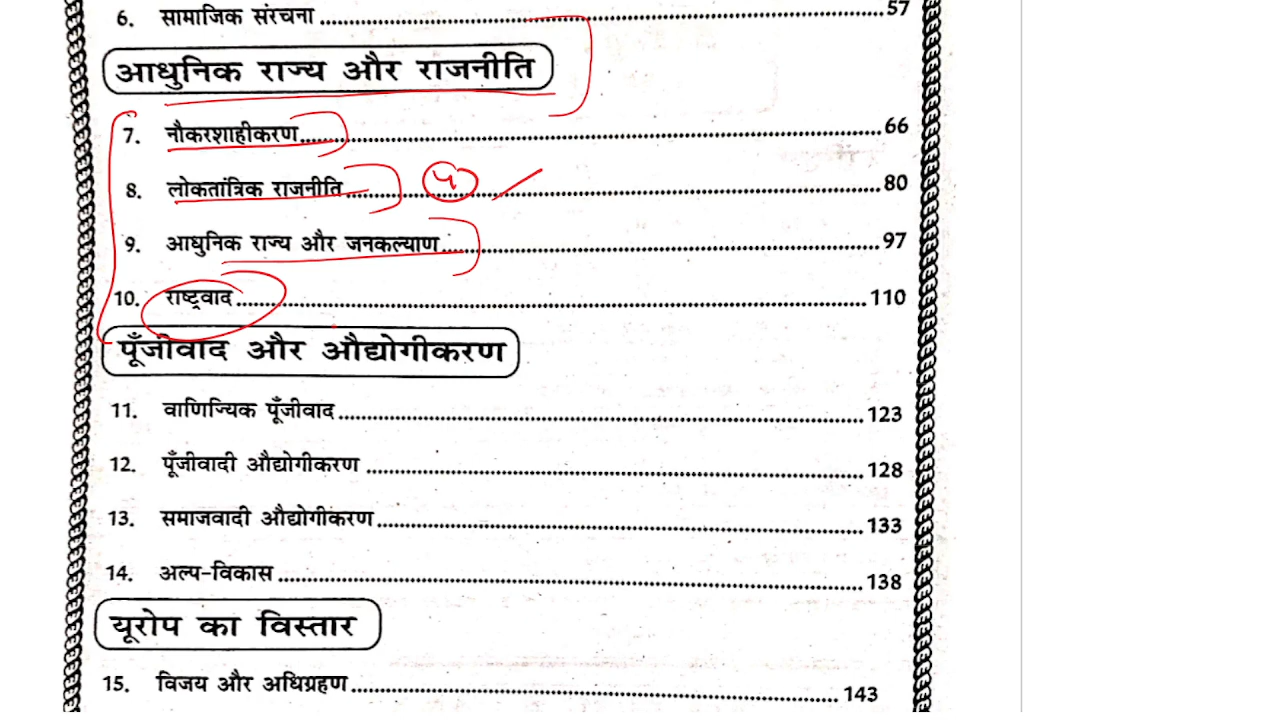 6. सामाजिक संरचना ........ 57
आधुनिक राज्य और राजनीति
7. नौकरशाहीकरण ........ 66
8. लोकतांत्रिक राजनीति ........ 80
9. आधुनिक राज्य और जनकल्याण ........ 97
10. राष्ट्रवाद ........ 110
पूँजीवाद और औद्योगीकरण
11. वाणिज्यिक पूँजीवाद ........ 123
12. पूँजीवादी औद्योगीकरण ........ 128
13. समाजवादी औद्योगीकरण ........ 133
14. अल्प-विकास ........ 138
यूरोप का विस्तार
15. विजय और अधिग्रहण ........ 143